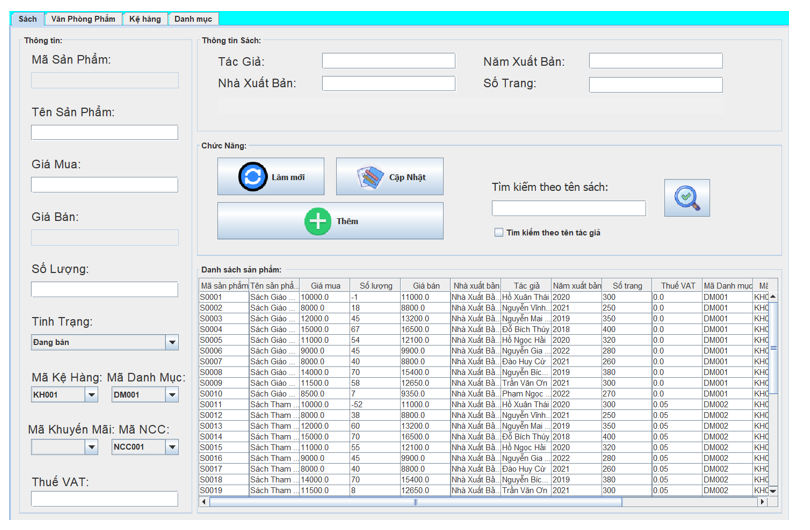 Sách Văn Phòng Phẩm Kệ hàng Danh mục
Thông tin:
Mã Sản Phẩm:
Tên Sản Phẩm:
Giá Mua:
Giá Bán:
Số Lượng:
Tình Trạng:
Đang bán
Mã Kệ Hàng: Mã Danh Mục:
KH001 DM001
Mã Khuyến Mãi: Mã NCC:
NCC001
Thuế VAT:
Thông tin Sách:
Tác Giả: Năm Xuất Bản:
Nhà Xuất Bản: Số Trang:
Chức Năng:
Làm mới Cập Nhật
Thêm
Tìm kiếm theo tên sách:
Tìm kiếm theo tên tác giả
Danh sách sản phẩm:
Mã sản phẩm Tên sản phẩ... Giá mua Số lượng Giá bán Nhà xuất bản Tác giả Năm xuất bản Số trang Thuế VAT Mã Danh mục Mã
S0001 Sách Giáo ... 10000.0 -1 11000.0 Nhà Xuất Bả... Hồ Xuân Thái 2020 300 0.0 DM001 KH0
S0002 Sách Giáo ... 8000.0 18 8800.0 Nhà Xuất Bả... Nguyễn Vĩnh... 2021 250 0.0 DM001 KH0
S0003 Sách Giáo ... 12000.0 45 13200.0 Nhà Xuất Bả... Nguyễn Mai ... 2019 350 0.0 DM001 KH0
S0004 Sách Giáo ... 15000.0 67 16500.0 Nhà Xuất Bả... Đỗ Bích Thúy 2018 400 0.0 DM001 KH0
S0005 Sách Giáo ... 11000.0 54 12100.0 Nhà Xuất Bả... Hồ Ngọc Hải 2020 320 0.0 DM001 KH0
S0006 Sách Giáo ... 9000.0 45 9900.0 Nhà Xuất Bả... Nguyễn Gia ... 2022 280 0.0 DM001 KH0
S0007 Sách Giáo ... 8000.0 40 8800.0 Nhà Xuất Bả... Đào Huy Cừ 2021 260 0.0 DM001 KH0
S0008 Sách Giáo ... 14000.0 70 15400.0 Nhà Xuất Bả... Nguyễn Bíc... 2019 380 0.0 DM001 KH0
S0009 Sách Giáo ... 11500.0 58 12650.0 Nhà Xuất Bả... Trần Văn Ơn 2021 300 0.0 DM001 KH0
S0010 Sách Giáo ... 8500.0 7 9350.0 Nhà Xuất Bả... Phạm Ngọc ... 2022 270 0.0 DM001 KH0
S0011 Sách Tham ... 10000.0 -52 11000.0 Nhà Xuất Bả... Hồ Xuân Thái 2020 300 0.05 DM002 KH0
S0012 Sách Tham ... 8000.0 38 8800.0 Nhà Xuất Bả... Nguyễn Vĩnh... 2021 250 0.05 DM002 KH0
S0013 Sách Tham ... 12000.0 60 13200.0 Nhà Xuất Bả... Nguyễn Mai ... 2019 350 0.05 DM002 KH0
S0014 Sách Tham ... 15000.0 70 16500.0 Nhà Xuất Bả... Đỗ Bích Thúy 2018 400 0.05 DM002 KH0
S0015 Sách Tham ... 11000.0 55 12100.0 Nhà Xuất Bả... Hồ Ngọc Hải 2020 320 0.05 DM002 KH0
S0016 Sách Tham ... 9000.0 45 9900.0 Nhà Xuất Bả... Nguyễn Gia ... 2022 280 0.05 DM002 KH0
S0017 Sách Tham ... 8000.0 40 8800.0 Nhà Xuất Bả... Đào Huy Cừ 2021 260 0.05 DM002 KH0
S0018 Sách Tham ... 14000.0 70 15400.0 Nhà Xuất Bả... Nguyễn Bíc... 2019 380 0.05 DM002 KH0
S0019 Sách Tham ... 11500.0 8 12650.0 Nhà Xuất Bả... Trần Văn Ơn 2021 300 0.05 DM002 KH0